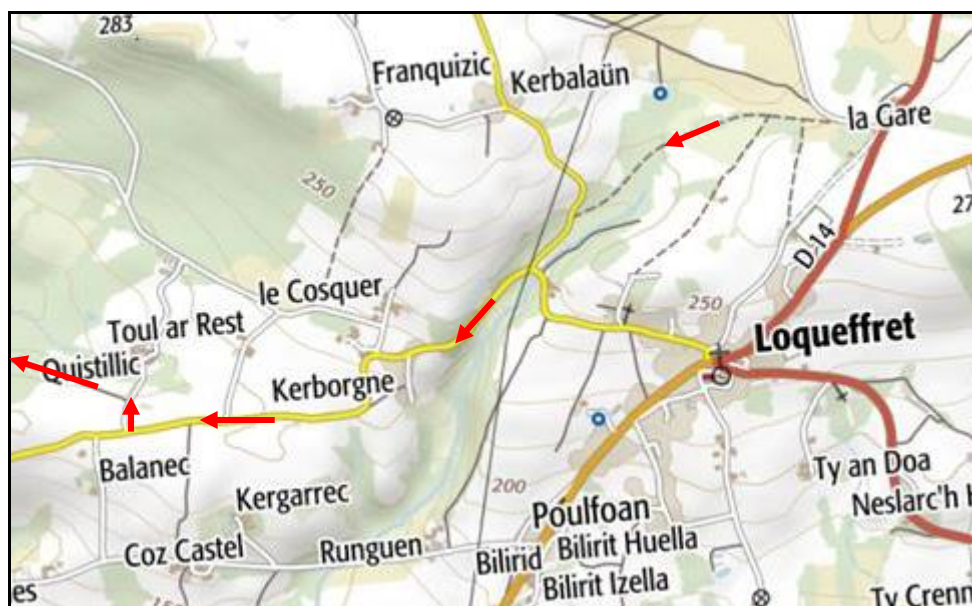 283
Franquizic
Kerbalaün
la Gare
250
27
D 14
le Cosquer
250
Toul ar Rest
Loqueffret
Quistillic
Kerborgne
Balanec
Ty an Doa
Kergarrec
200
Neslarc'h
Poulfoan
Coz Castel
Runguen
Bilirid
Bilirit Huella
es
Bilirit Izella
Ty Crenn
150